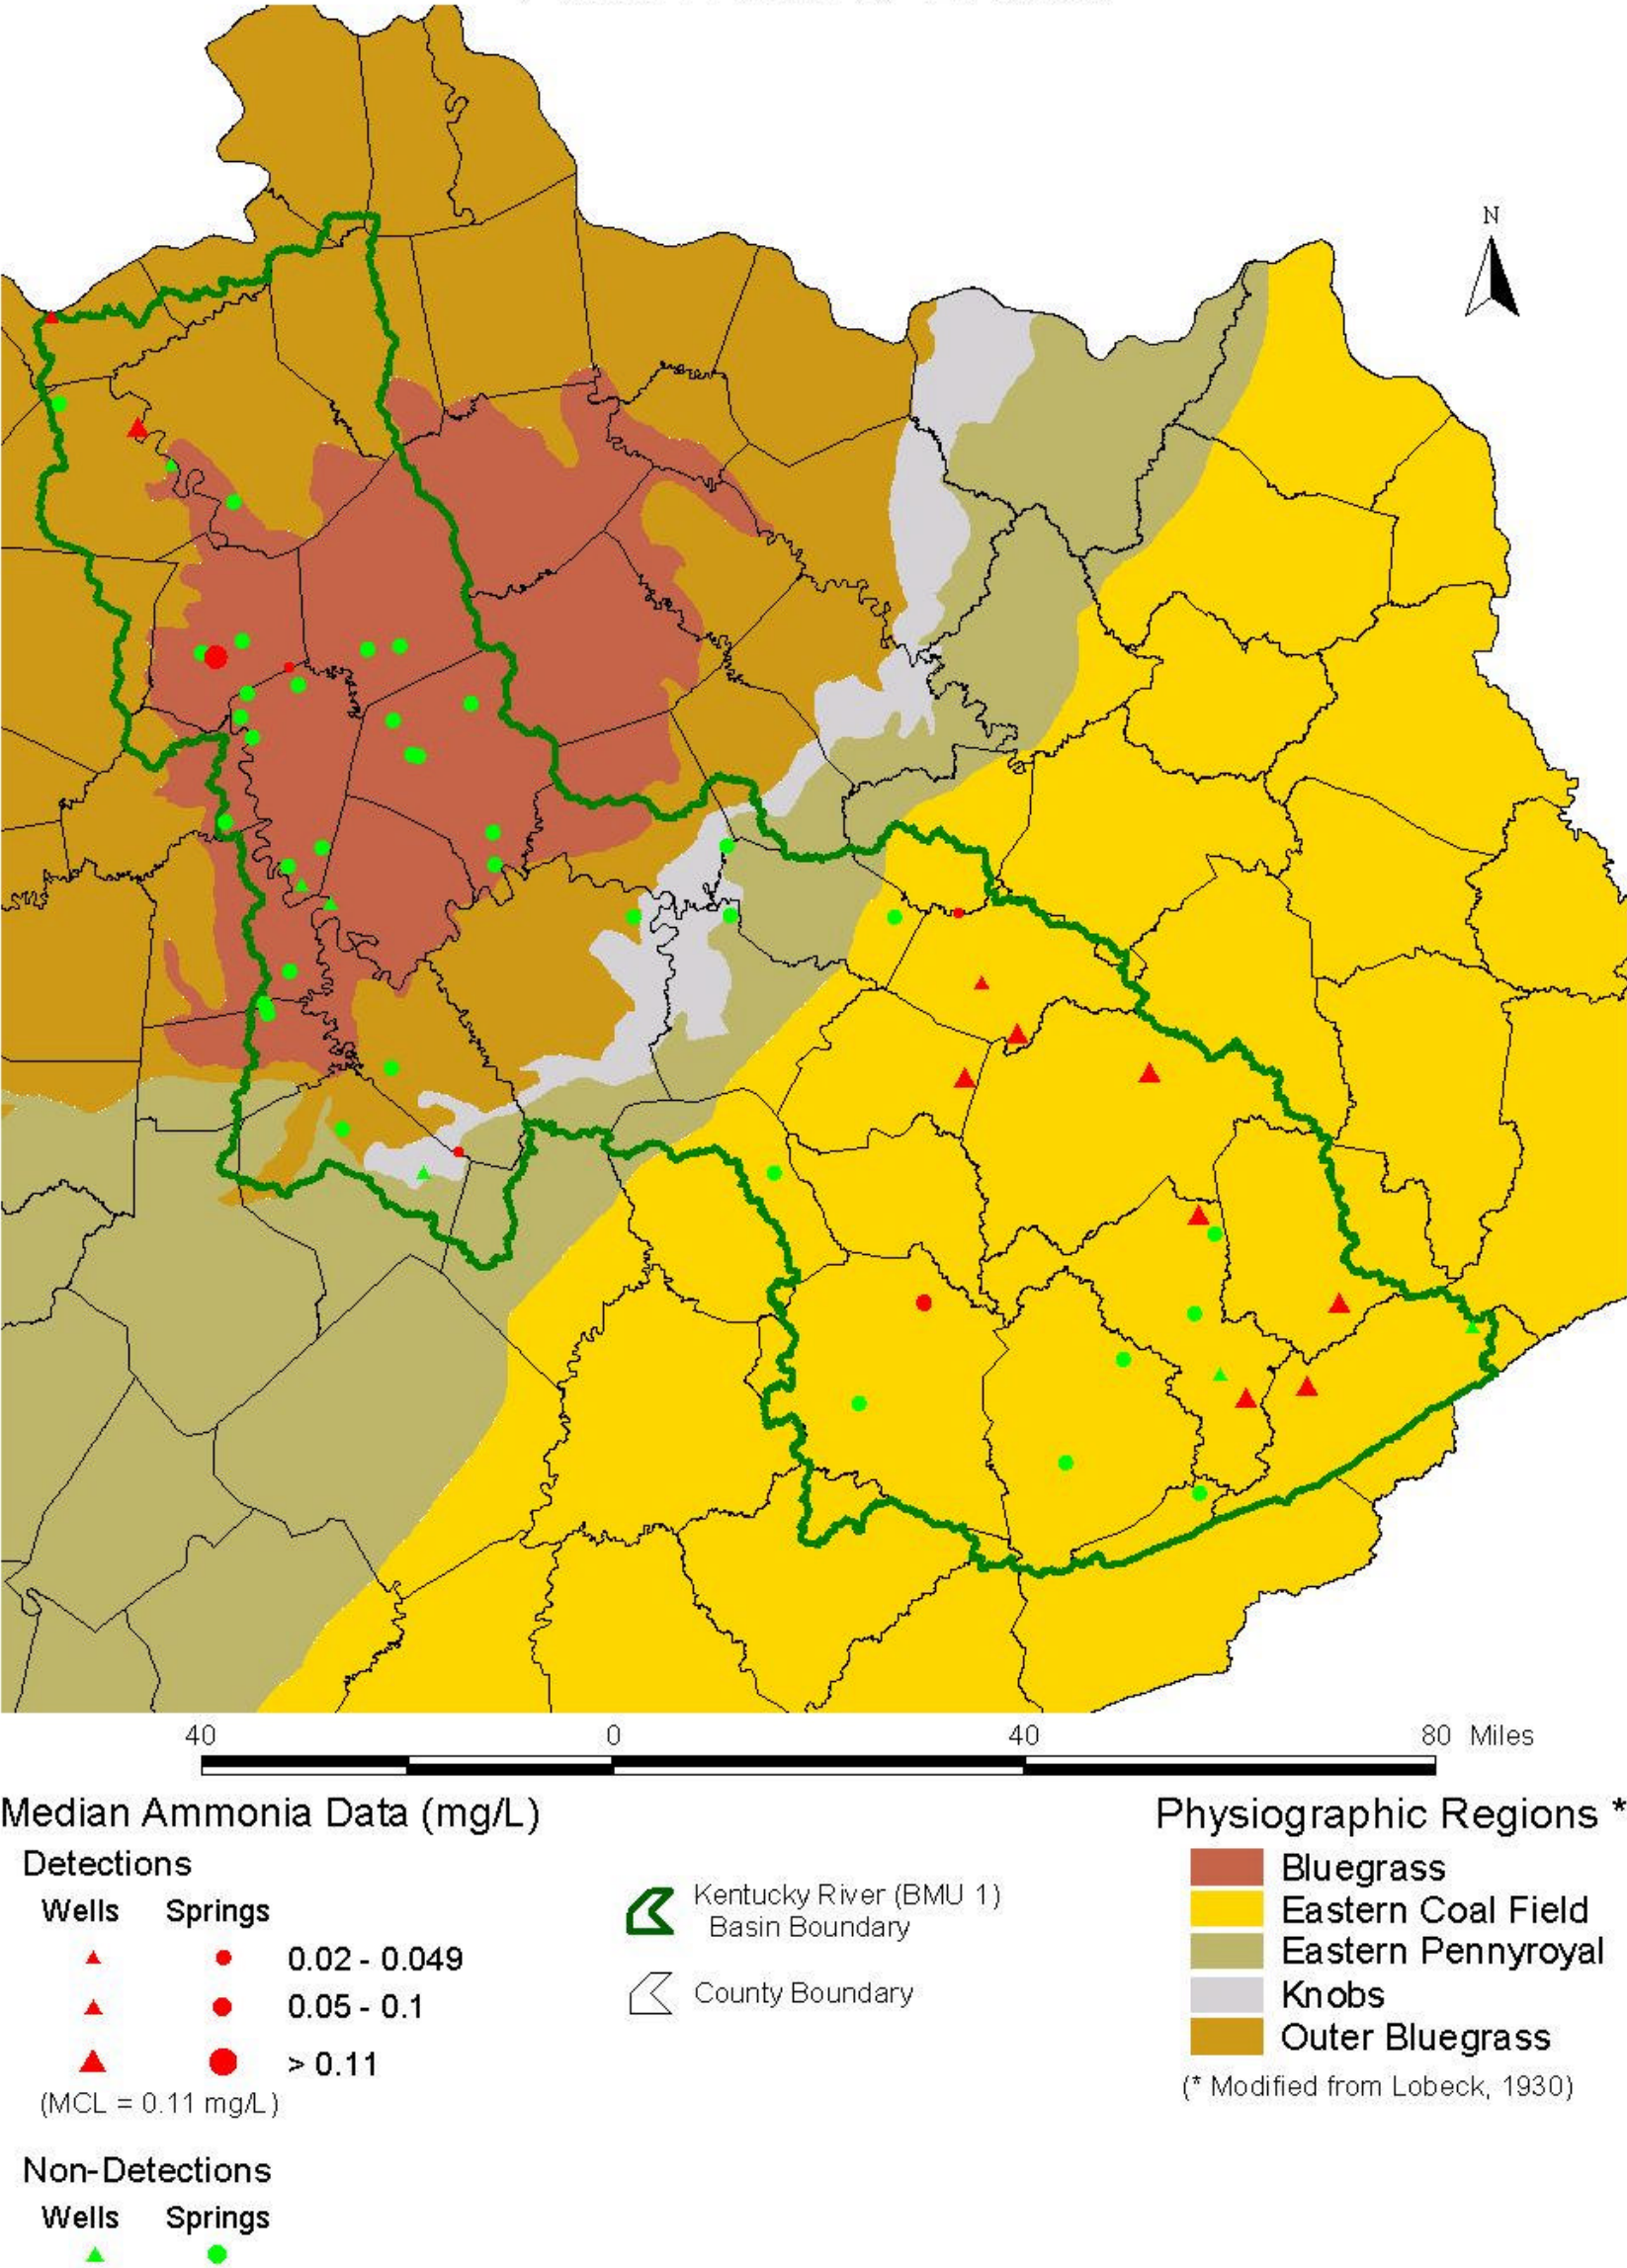 N
40 0 40 80 Miles
Median Ammonia Data (mg/L)
Detections
Wells Springs
0.02 - 0.049
0.05 - 0.1
> 0.11
(MCL = 0.11 mg/L)
Non-Detections
Wells Springs
Kentucky River (BMU 1)
Basin Boundary
County Boundary
Physiographic Regions *
Bluegrass
Eastern Coal Field
Eastern Pennyroyal
Knobs
Outer Bluegrass
(* Modified from Lobeck, 1930)